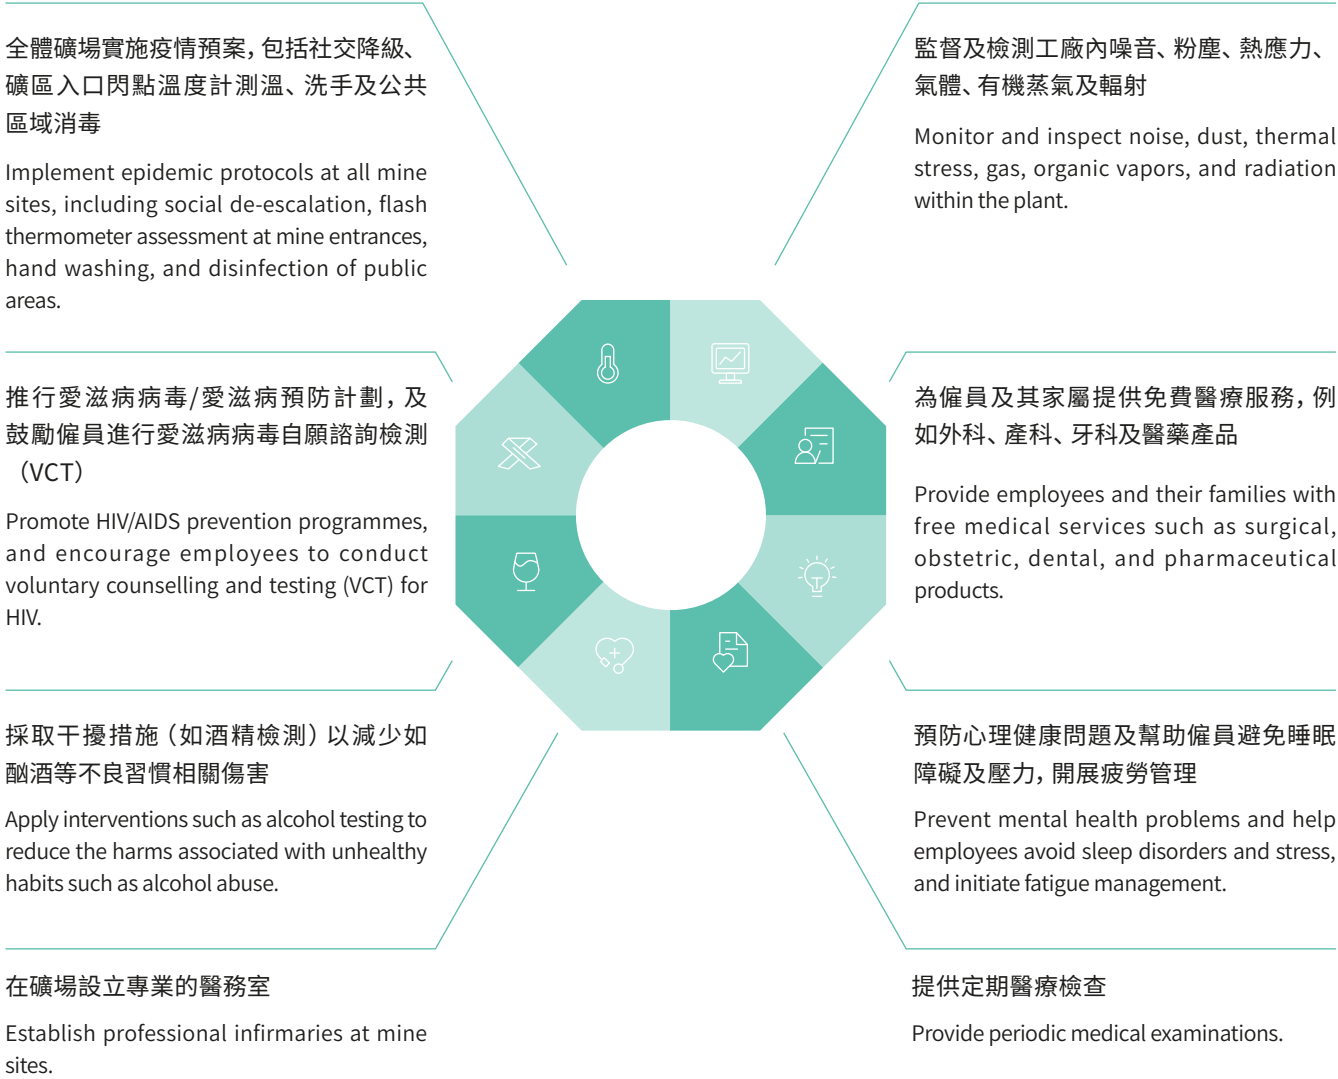 全體礦場實施疫情預案，包括社交降級、
礦區入口閃點溫度計測溫、洗手及公共
區域消毒
Implement epidemic protocols at all mine
sites, including social de-escalation, flash
thermometer assessment at mine entrances,
hand washing, and disinfection of public
areas.
推行愛滋病病毒/愛滋病預防計劃，及
鼓勵僱員進行愛滋病病毒自願諮詢檢測
（VCT）
Promote HIV/AIDS prevention programmes,
and encourage employees to conduct
voluntary counselling and testing (VCT) for
HIV.
採取干擾措施（如酒精檢測）以減少如
酗酒等不良習慣相關傷害
Apply interventions such as alcohol testing to
reduce the harms associated with unhealthy
habits such as alcohol abuse.
在礦場設立專業的醫務室
Establish professional infirmaries at mine
sites.
監督及檢測工廠內噪音、粉塵、熱應力、
氣體、有機蒸氣及輻射
Monitor and inspect noise, dust, thermal
stress, gas, organic vapors, and radiation
within the plant.
為僱員及其家屬提供免費醫療服務，例
如外科、產科、牙科及醫藥產品
Provide employees and their families with
free medical services such as surgical,
obstetric, dental, and pharmaceutical
products.
預防心理健康問題及幫助僱員避免睡眠
障礙及壓力，開展疲勞管理
Prevent mental health problems and help
employees avoid sleep disorders and stress,
and initiate fatigue management.
提供定期醫療檢查
Provide periodic medical examinations.